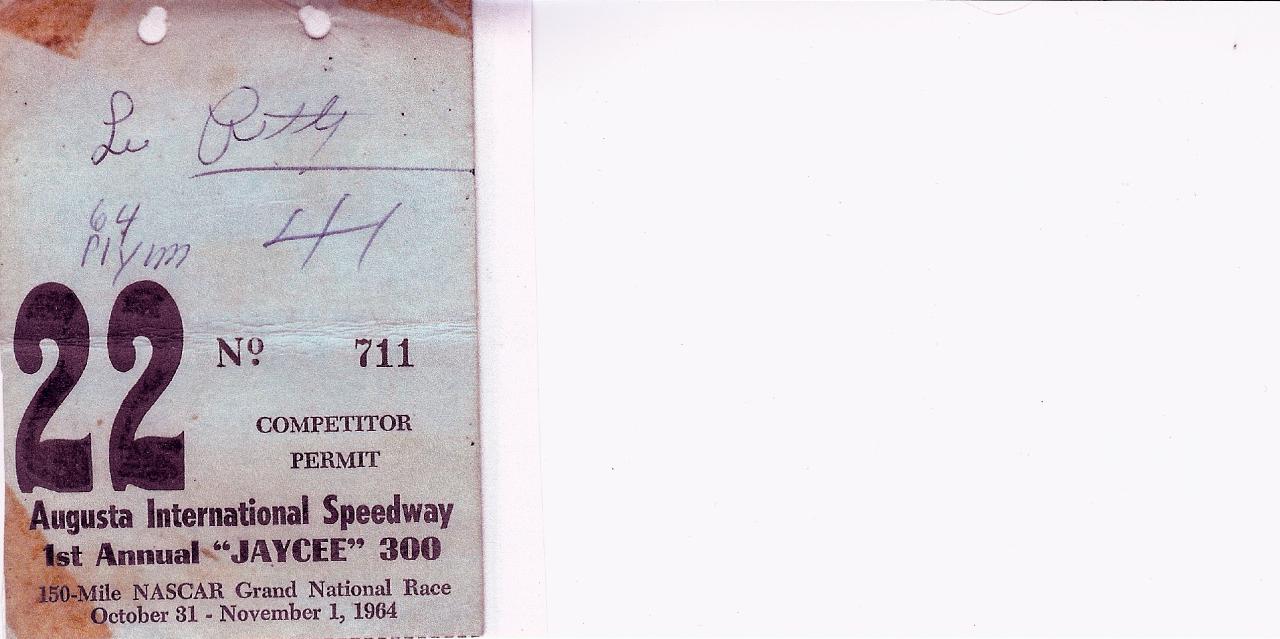 Lee Petty
64
Plym 41
22
Nº 711
COMPETITOR
PERMIT
Augusta International Speedway
1st Annual "JAYCEE" 300
150-Mile NASCAR Grand National Race
October 31 - November 1, 1964